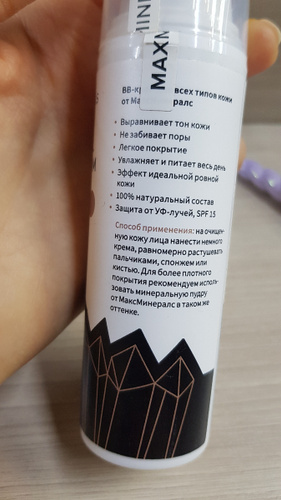 MAXM
BB-кр всех типов кожи
от Ма ралс
• Выравнивает тон кожи
• Не забивает поры
• Легкое покрытие
• Увлажняет и питает весь день
• Эффект идеальной ровной
кожи
• 100% натуральный состав
• Защита от УФ-лучей, SPF 15
Способ применения: на очищен-
ную кожу лица нанести немного
крема, равномерно растушевать
пальчиками, спонжем или
кистью. Для более плотного
покрытия рекомендуем исполь-
зовать минеральную пудру
от МаксМинералс в таком же
оттенке.